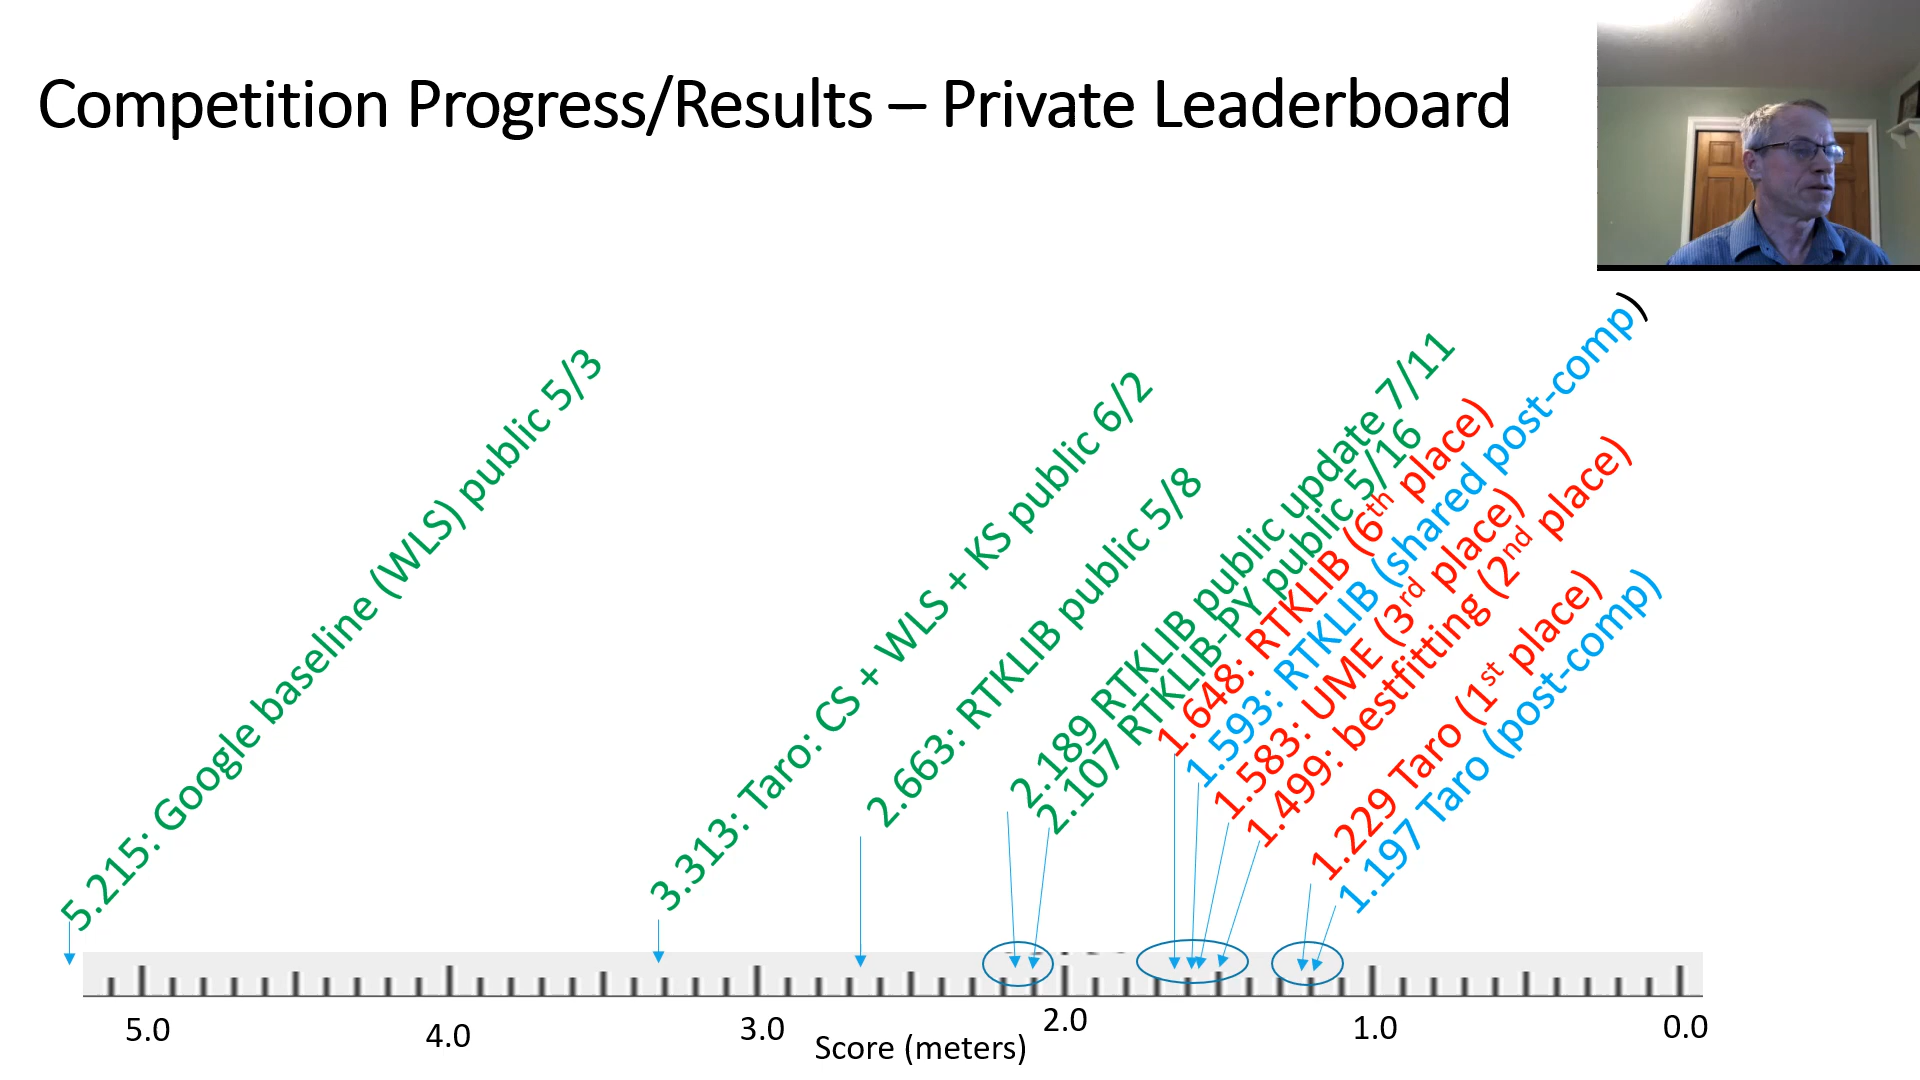 Competition Progress/Results – Private Leaderboard
5.215: Google baseline (WLS) public 5/3
3.313: Taro: CS + WLS + KS public 6/2
2.663: RTKLIB public 5/8
2.189 RTKLIB public update 7/11
2.107 RTKLIB-PY public 5/16
1.648: RTKLIB (6th place)
1.593: RTKLIB (shared post-comp)
1.583: UME (3rd place)
1.499: bestfitting (2nd place)
1.229 Taro (1st place)
1.197 Taro (post-comp)
5.0 4.0 3.0 2.0 1.0 0.0
Score (meters)